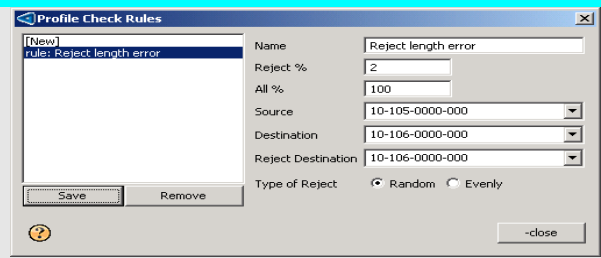 Profile Check Rules
[New]
rule: Reject length error
Save
Remove
Name
Reject length error
Reject %
2
All %
100
Source
10-105-0000-000
Destination
10-106-0000-000
Reject Destination
10-106-0000-000
Type of Reject
Random
Evenly
?
-close